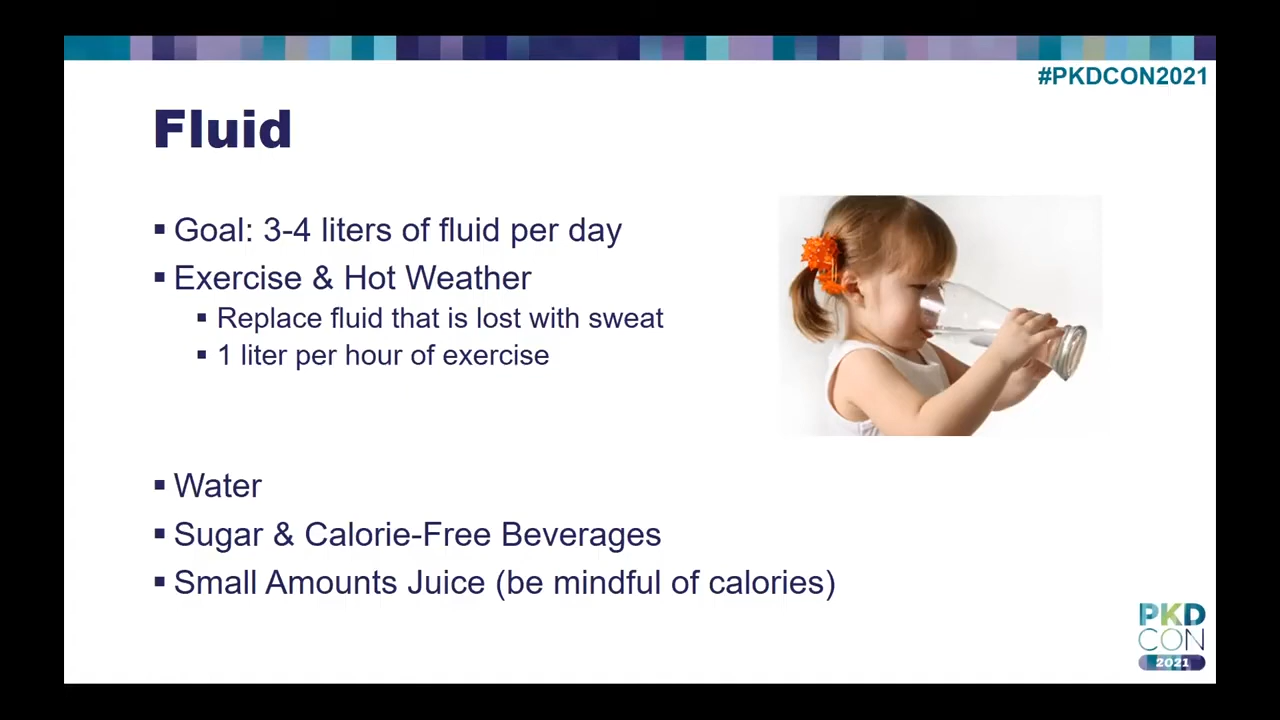 #PKDCON2021
Fluid
▪ Goal: 3-4 liters of fluid per day
▪ Exercise & Hot Weather
▪ Replace fluid that is lost with sweat
▪ 1 liter per hour of exercise
▪ Water
▪ Sugar & Calorie-Free Beverages
▪ Small Amounts Juice (be mindful of calories)
PKD
CON
2021